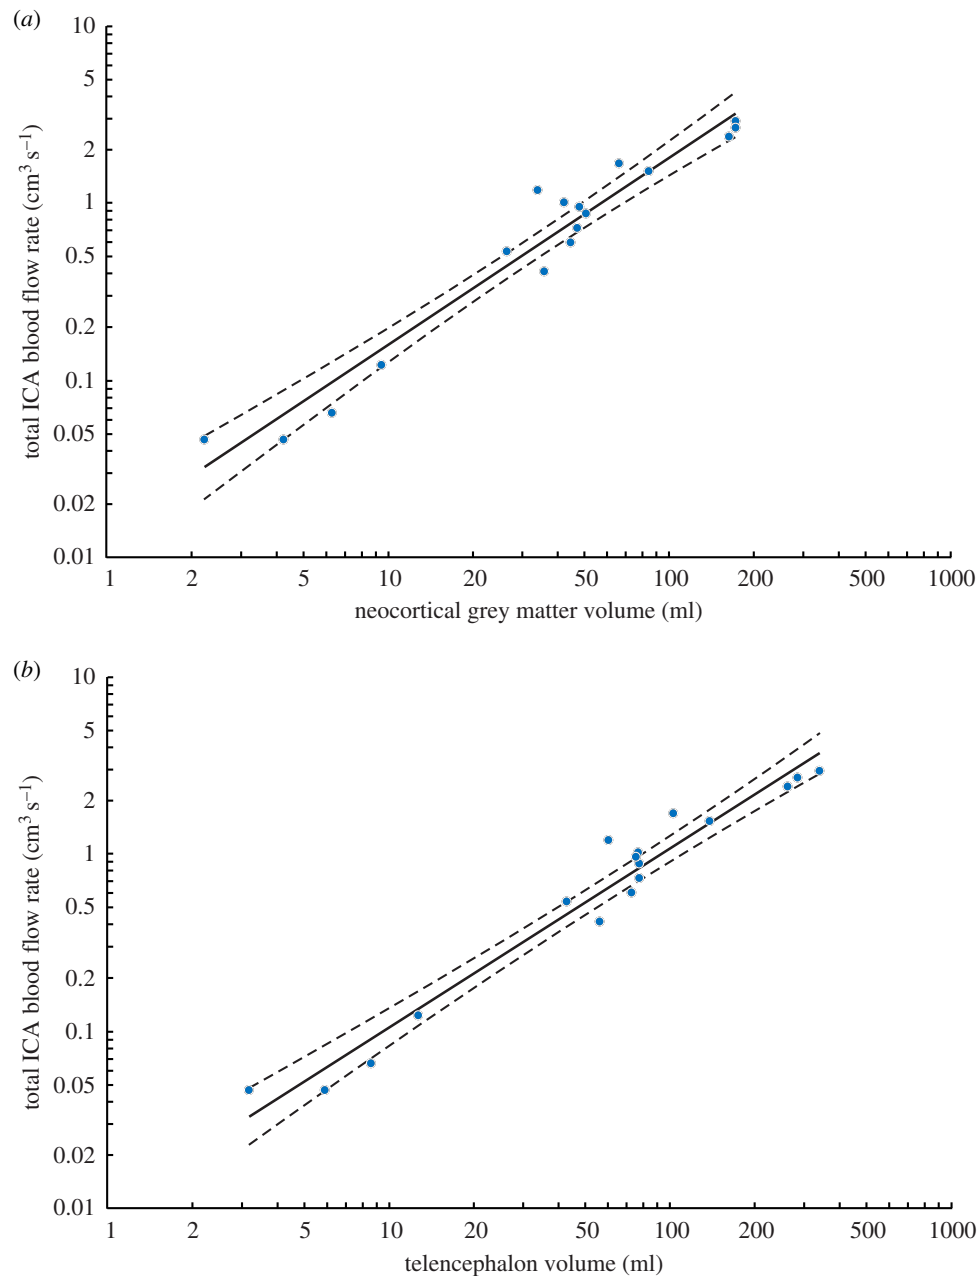 (a)
10
5
2
1
0.5
0.2
0.1
0.05
0.02
0.01
total ICA blood flow rate (cm³ s⁻¹)
1 2 5 10 20 50 100 200 500 1000
neocortical grey matter volume (ml)
(b)
10
5
2
1
0.5
0.2
0.1
0.05
0.02
0.01
total ICA blood flow rate (cm³ s⁻¹)
1 2 5 10 20 50 100 200 500 1000
telencephalon volume (ml)